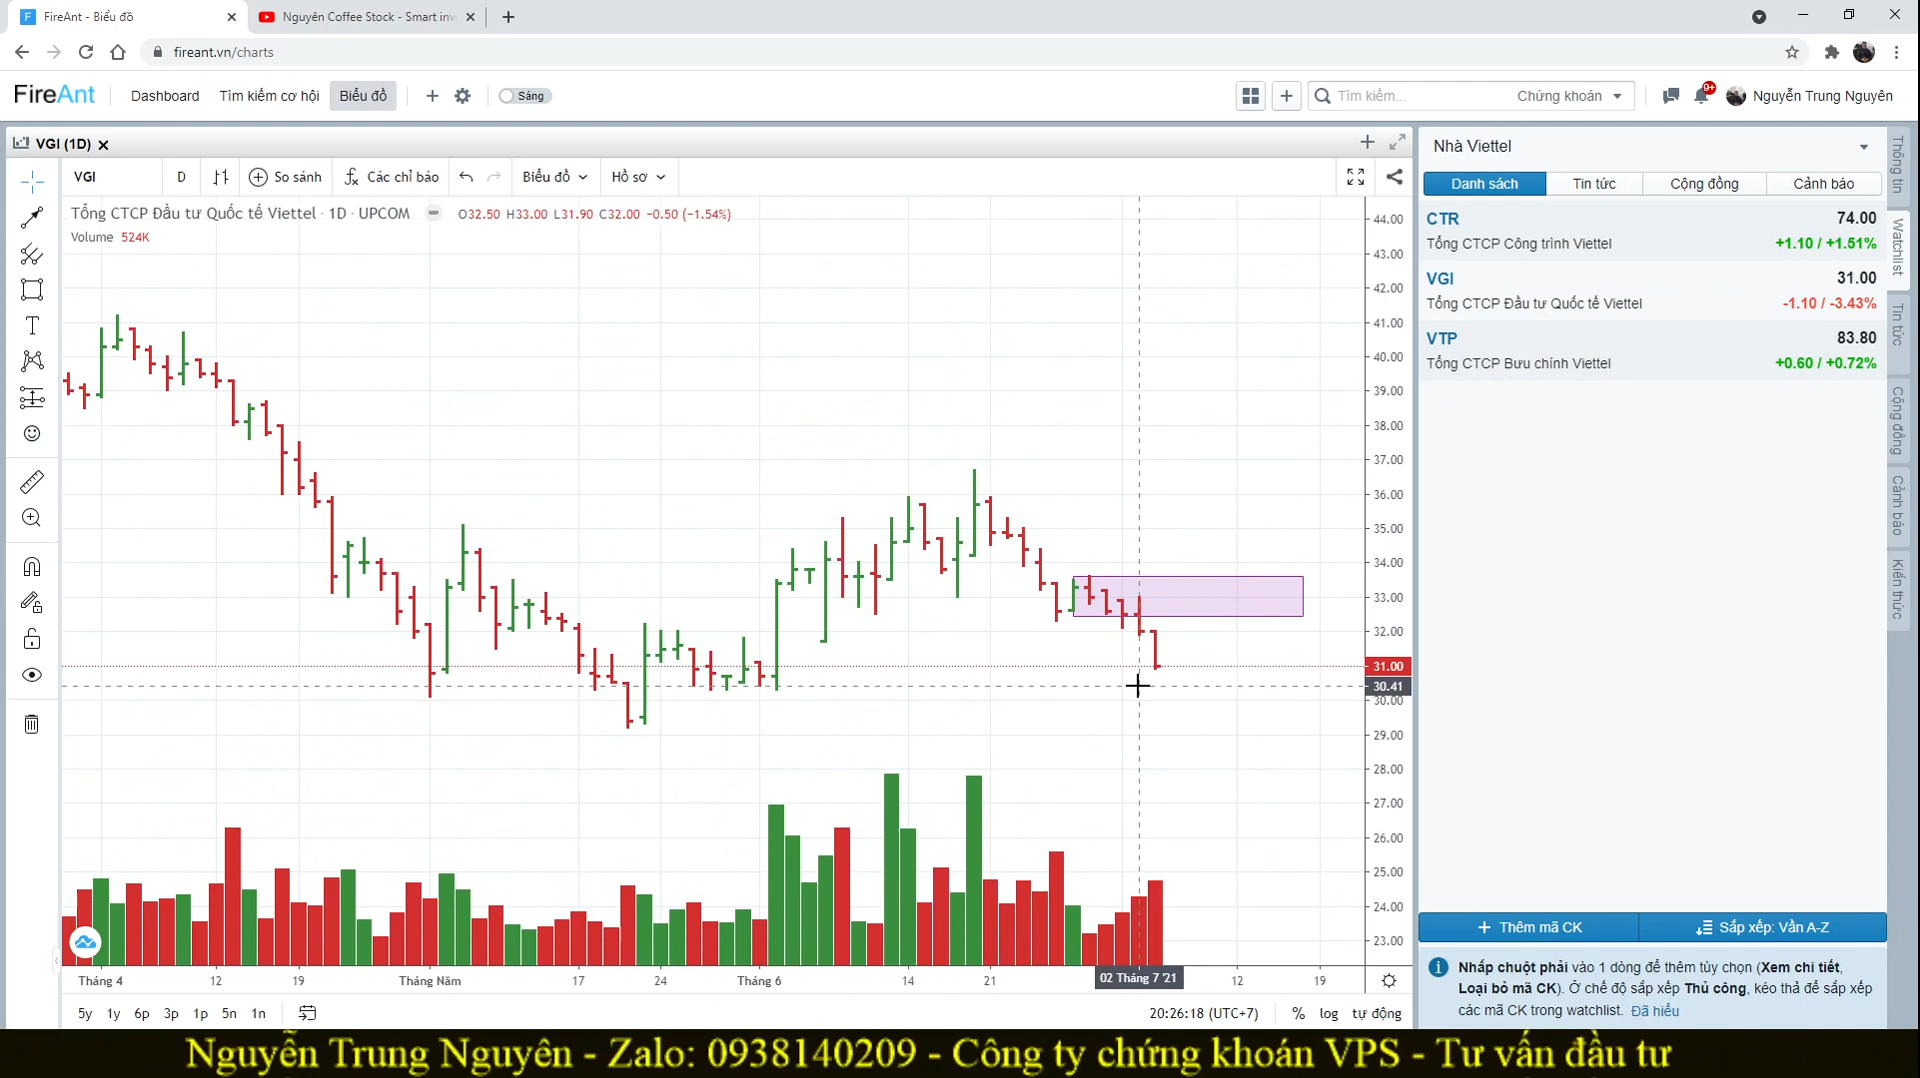 FireAnt - Biểu đồ
Nguyên Coffee Stock - Smart inv
fireant.vn/charts
FireAnt
Dashboard
Tìm kiếm cơ hội
Biểu đồ
Sáng
Tìm kiếm...
Chứng khoán
9+
Nguyễn Trung Nguyên
VGI (1D)
VGI
D
So sánh
Các chỉ báo
Biểu đồ
Hồ sơ
Tổng CTCP Đầu tư Quốc tế Viettel · 1D · UPCOM
O32.50 H33.00 L31.90 C32.00 -0.50 (-1.54%)
Volume 524K
44.00
43.00
42.00
41.00
40.00
39.00
38.00
37.00
36.00
35.00
34.00
33.00
32.00
31.00
30.41
30.00
29.00
28.00
27.00
26.00
25.00
24.00
23.00
Tháng 4
12
19
Tháng Năm
17
24
Tháng 6
14
21
02 Tháng 7 '21
12
19
5y 1y 6p 3p 1p 5n 1n
20:26:18 (UTC+7)
% log tự động
Nhà Viettel
Danh sách
Tin tức
Cộng đồng
Cảnh báo
CTR 74.00
Tổng CTCP Công trình Viettel +1.10 / +1.51%
VGI 31.00
Tổng CTCP Đầu tư Quốc tế Viettel -1.10 / -3.43%
VTP 83.80
Tổng CTCP Bưu chính Viettel +0.60 / +0.72%
Thêm mã CK
Sắp xếp: Vần A-Z
Nhấp chuột phải vào 1 dòng để thêm tùy chọn (Xem chi tiết,
Loại bỏ mã CK). Ở chế độ sắp xếp Thủ công, kéo thả để sắp xếp
các mã CK trong watchlist. Đã hiểu
Thông tin
Watchlist
Tin tức
Cộng đồng
Cảnh báo
Kiến thức
Nguyễn Trung Nguyên - Zalo: 0938140209 - Công ty chứng khoán VPS - Tư vấn đầu tư